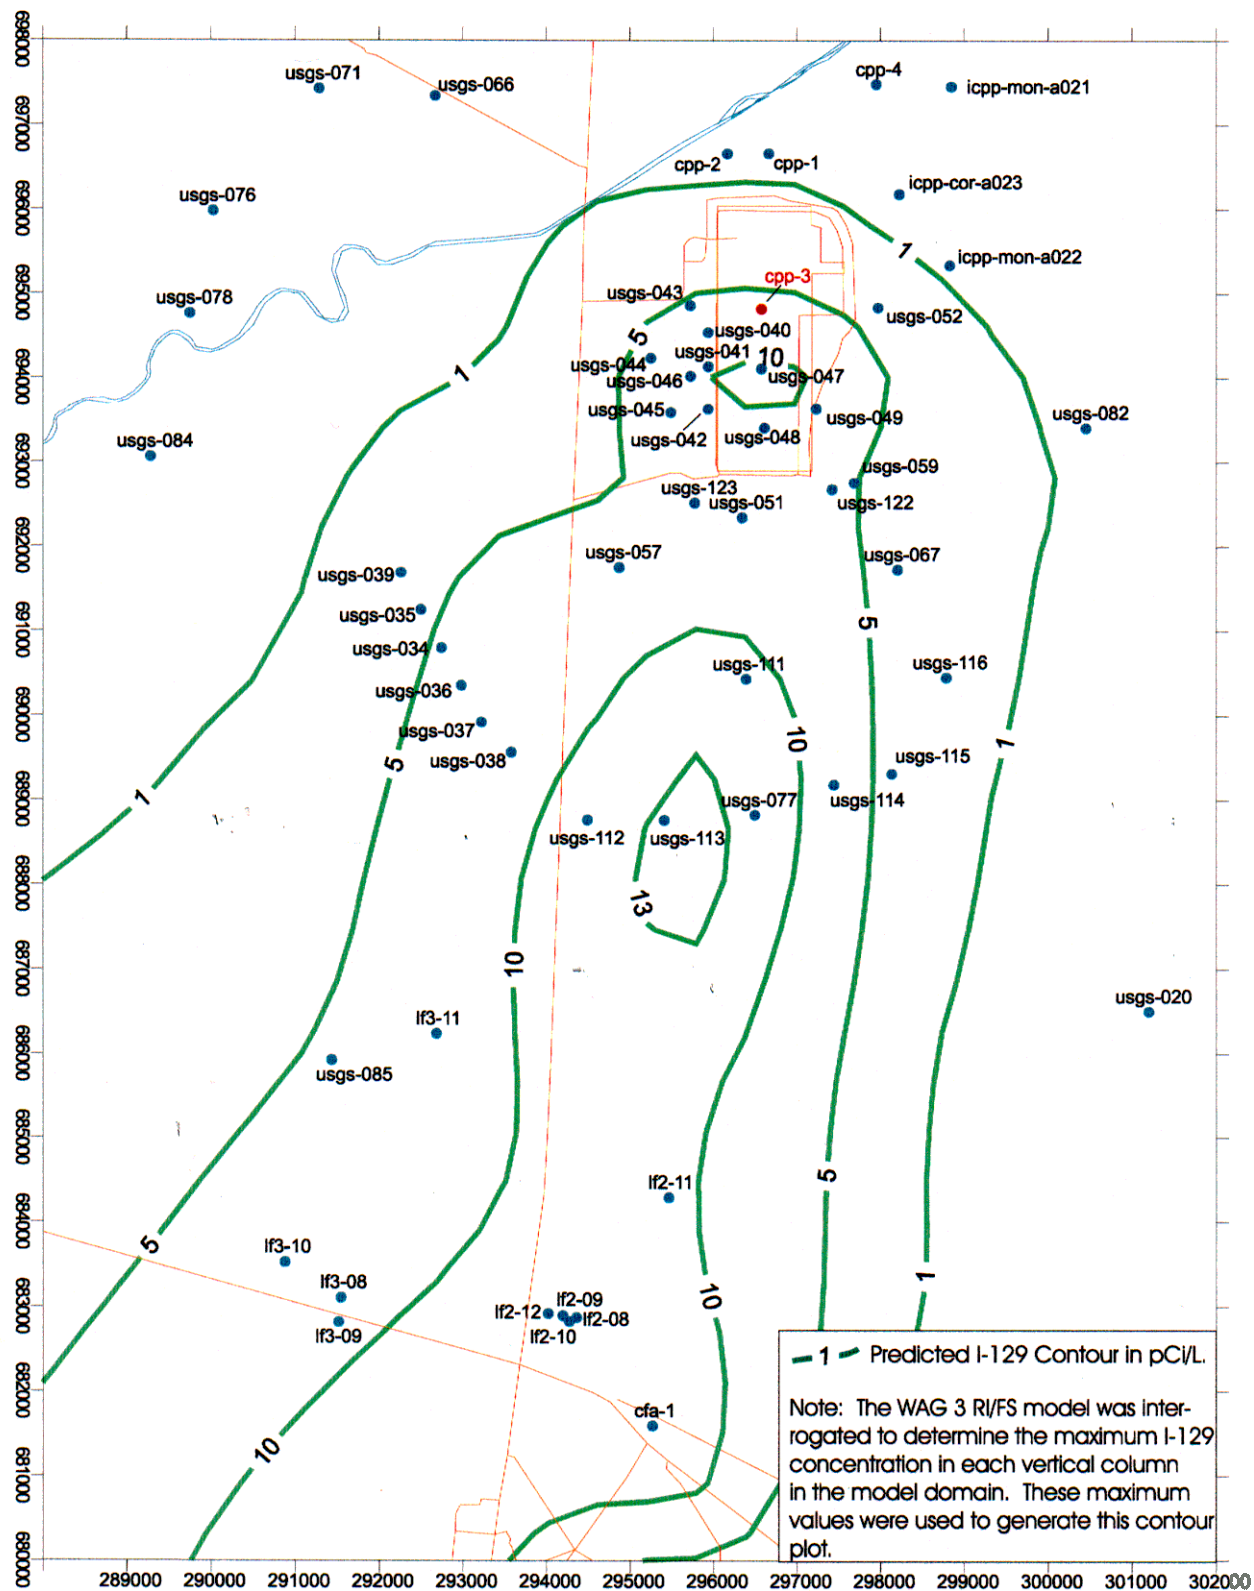 698000
697000
696000
695000
694000
693000
692000
691000
690000
689000
688000
687000
686000
685000
684000
683000
682000
681000
680000
usgs-071
usgs-066
cpp-4
icpp-mon-a021
cpp-2
cpp-1
icpp-cor-a023
usgs-076
1
icpp-mon-a022
cpp-3
usgs-078
usgs-043
usgs-052
5
usgs-040
usgs-041
10
usgs-044
usgs-046
usgs-047
1
usgs-045
usgs-049
usgs-082
usgs-042
usgs-048
usgs-084
usgs-059
usgs-123
usgs-051
usgs-122
usgs-057
usgs-067
usgs-039
usgs-035
5
usgs-034
usgs-111
usgs-116
usgs-036
usgs-037
10
1
usgs-038
5
usgs-115
1
usgs-077
usgs-114
usgs-112
usgs-113
13
10
usgs-020
lf3-11
usgs-085
lf2-11
5
5
lf3-10
1
lf3-08
10
lf2-12
lf2-09
lf2-08
lf2-10
lf3-09
cfa-1
10
1 Predicted I-129 Contour in pCi/L.
Note: The WAG 3 RI/FS model was inter-
rogated to determine the maximum I-129
concentration in each vertical column
in the model domain. These maximum
values were used to generate this contour
plot.
289000 290000 291000 292000 293000 294000 295000 296000 297000 298000 299000 300000 301000 302000